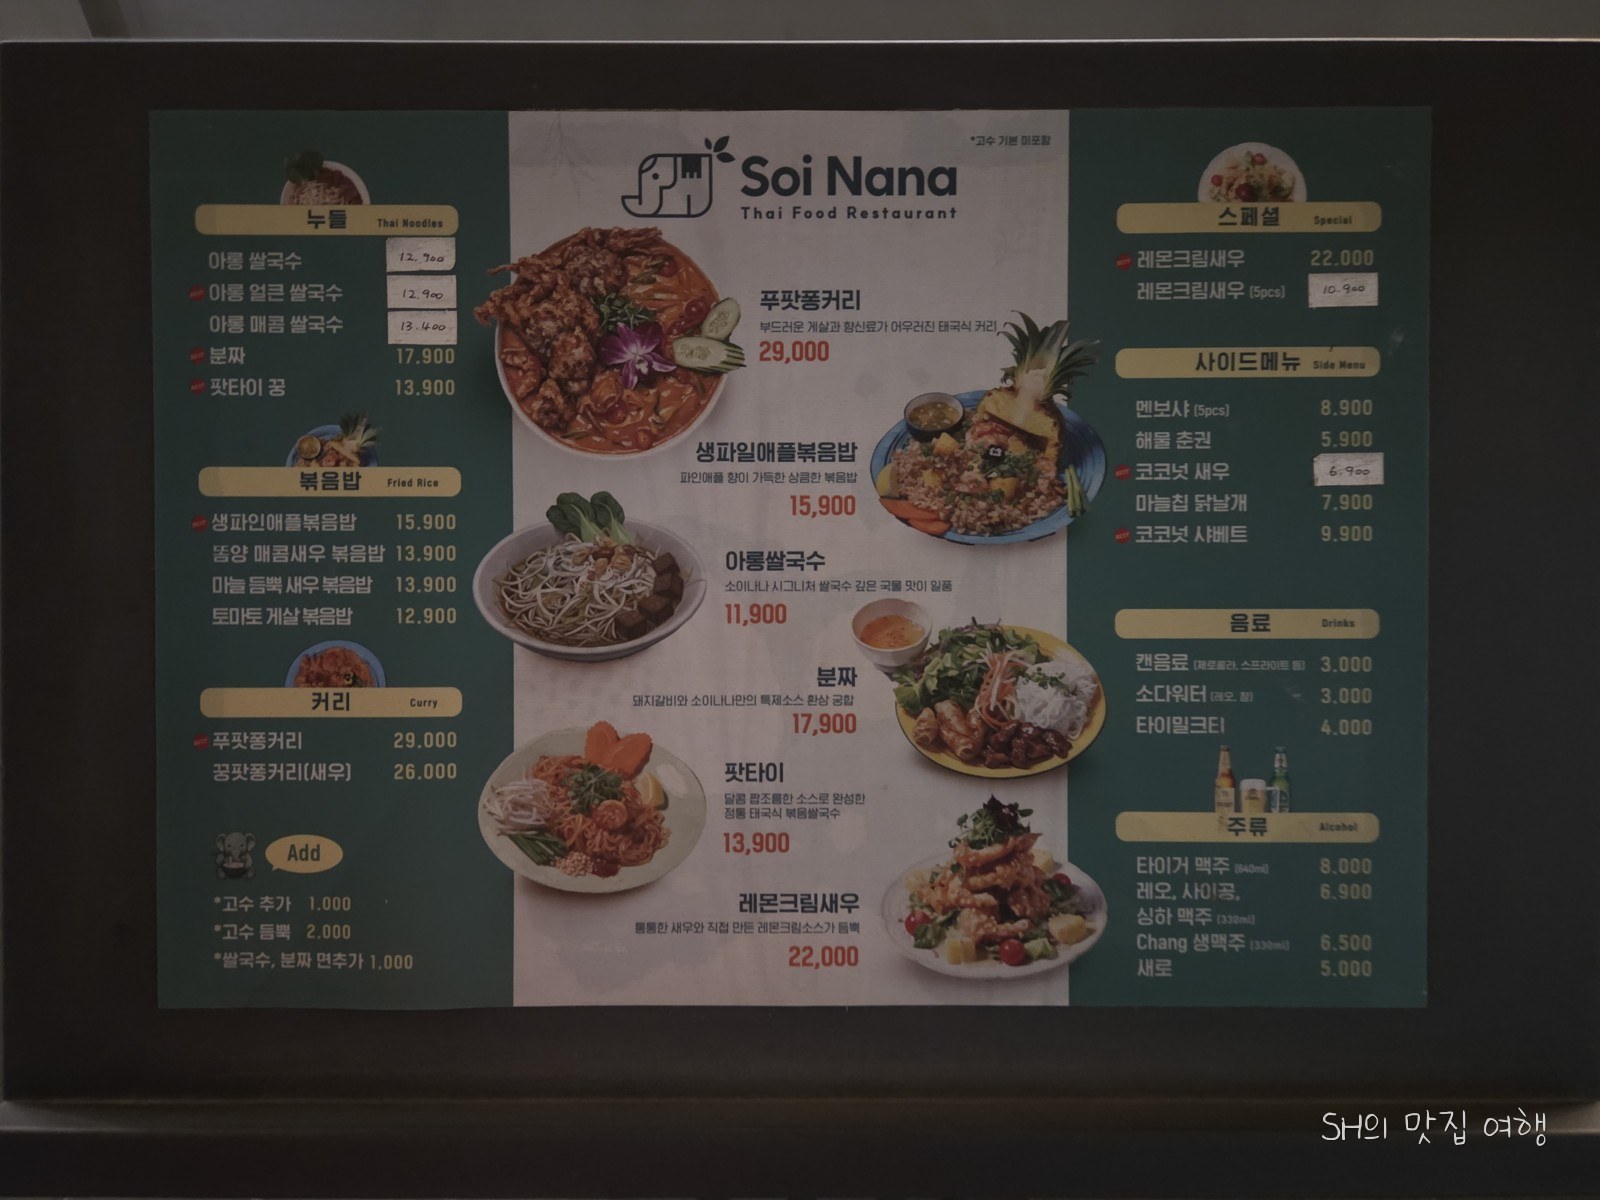 *고수 기본 미포함
Soi Nana
Thai Food Restaurant
누들 Thai Noodles
아롱 쌀국수 12.900
BEST 아롱 얼큰 쌀국수 12.900
아롱 매콤 쌀국수 13.400
BEST 분짜 17.900
BEST 팟타이 꿍 13.900
볶음밥 Fried Rice
BEST 생파인애플볶음밥 15.900
똠양 매콤새우 볶음밥 13.900
마늘 듬뿍 새우 볶음밥 13.900
토마토 게살 볶음밥 12.900
커리 Curry
BEST 푸팟퐁커리 29.000
꿍팟퐁커리(새우) 26.000
Add
*고수 추가 1.000
*고수 듬뿍 2.000
*쌀국수, 분짜 면추가 1,000
푸팟퐁커리
부드러운 게살과 향신료가 어우러진 태국식 커리
29,000
생파일애플볶음밥
파인애플 향이 가득한 상큼한 볶음밥
15,900
아롱쌀국수
소이나나 시그니처 쌀국수 깊은 국물 맛이 일품
11,900
분짜
돼지갈비와 소이나나만의 특제소스 환상 궁합
17,900
팟타이
달콤 짭조름한 소스로 완성한
정통 태국식 볶음쌀국수
13,900
레몬크림새우
통통한 새우와 직접 만든 레몬크림소스가 듬뿍
22,000
스페셜 Special
BEST 레몬크림새우 22.000
레몬크림새우 (5pcs) 10.900
사이드메뉴 Side Menu
멘보샤 (5pcs) 8.900
해물 춘권 5.900
BEST 코코넛 새우 6.900
마늘칩 닭날개 7.900
BEST 코코넛 샤베트 9.900
음료 Drinks
캔음료 (제로콜라, 스프라이트 등) 3.000
소다워터 (레오, 창) 3.000
타이밀크티 4.000
주류 Alcohol
타이거 맥주 (640ml) 8.000
레오, 사이공, 6.900
싱하 맥주 (330ml)
Chang 생맥주 (330ml) 6.500
새로 5.000
SH의 맛집 여행